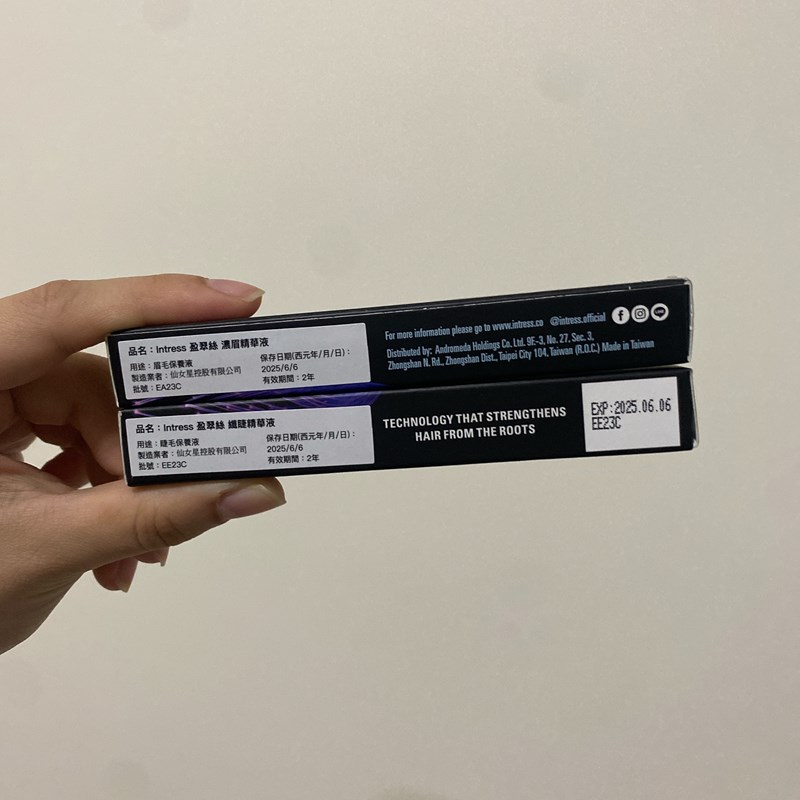 品名：Intress 盈翠絲 濃眉精華液
用途：眉毛保養液
製造業者：仙女星控股有限公司
批號：EA23C
保存日期(西元年/月/日)：
2025/6/6
有效期間：2年
For more information please go to www.intress.co @intress.official
Distributed by: Andromeda Holdings Co. Ltd. 9E-3, No. 27, Sec. 3,
Zhongshan N. Rd., Zhongshan Dist., Taipei City 104, Taiwan (R.O.C.) Made in Taiwan
品名：Intress 盈翠絲 纖睫精華液
用途：睫毛保養液
製造業者：仙女星控股有限公司
批號：EE23C
保存日期(西元年/月/日)：
2025/6/6
有效期間：2年
TECHNOLOGY THAT STRENGTHENS
HAIR FROM THE ROOTS
EXP:2025.06.06
EE23C